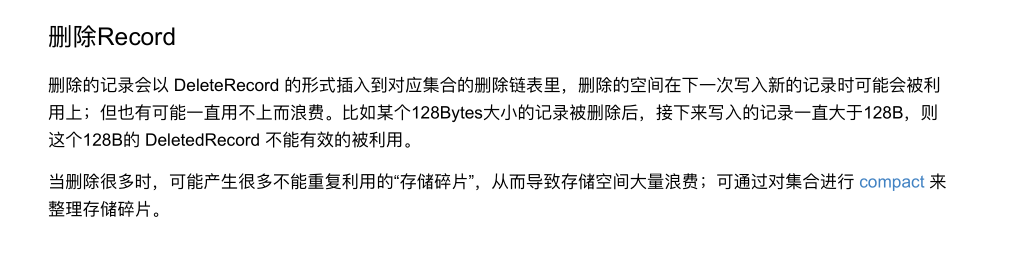 删除Record
删除的记录会以 DeleteRecord 的形式插入到对应集合的删除链表里，删除的空间在下一次写入新的记录时可能会被利
用上；但也有可能一直用不上而浪费。比如某个128Bytes大小的记录被删除后，接下来写入的记录一直大于128B，则
这个128B的 DeletedRecord 不能有效的被利用。
当删除很多时，可能产生很多不能重复利用的“存储碎片”，从而导致存储空间大量浪费；可通过对集合进行 compact 来
整理存储碎片。